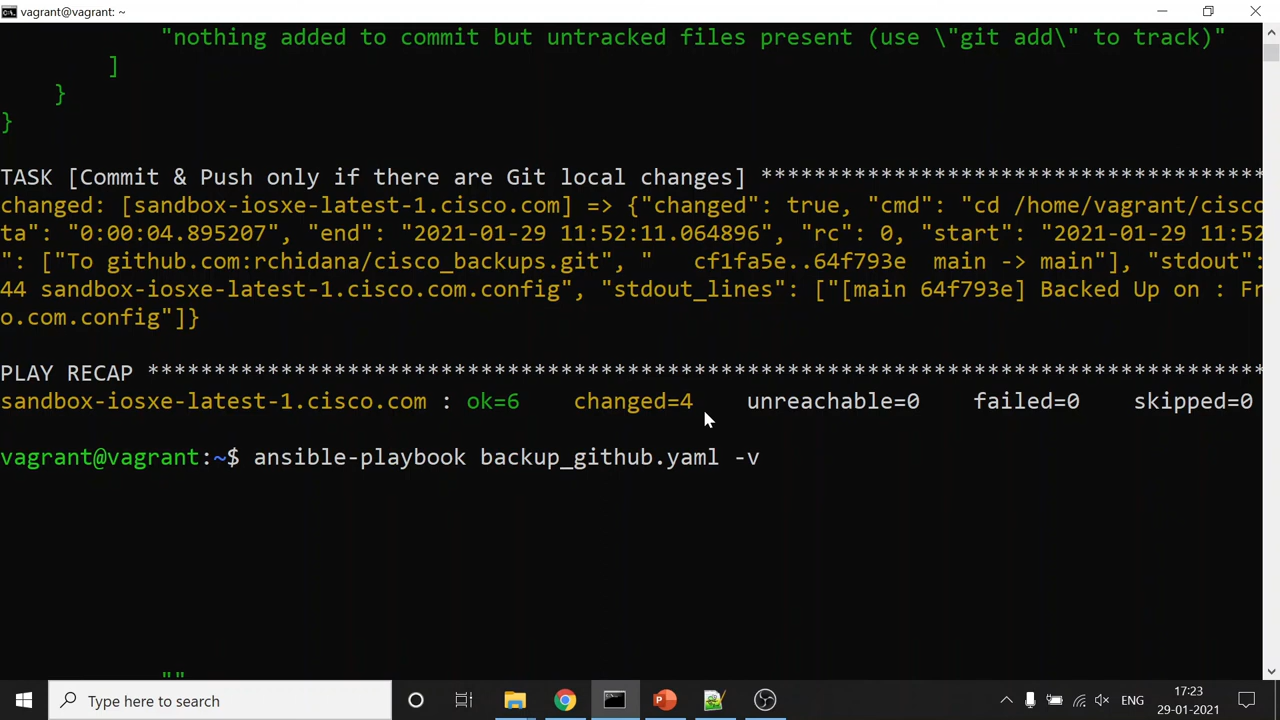 vagrant@vagrant: ~
"nothing added to commit but untracked files present (use \"git add\" to track)"
]
}
}
TASK [Commit & Push only if there are Git local changes] *******************************************
changed: [sandbox-iosxe-latest-1.cisco.com] => {"changed": true, "cmd": "cd /home/vagrant/cisco
ta": "0:00:04.895207", "end": "2021-01-29 11:52:11.064896", "rc": 0, "start": "2021-01-29 11:52
": ["To github.com:rchidana/cisco_backups.git", "   cf1fa5e..64f793e  main -> main"], "stdout":
44 sandbox-iosxe-latest-1.cisco.com.config", "stdout_lines": ["[main 64f793e] Backed Up on : Fr
o.com.config"]}
PLAY RECAP ************************************************************************************
sandbox-iosxe-latest-1.cisco.com : ok=6    changed=4    unreachable=0    failed=0    skipped=0
vagrant@vagrant:~$ ansible-playbook backup_github.yaml -v
""
Type here to search
ENG
17:23
29-01-2021